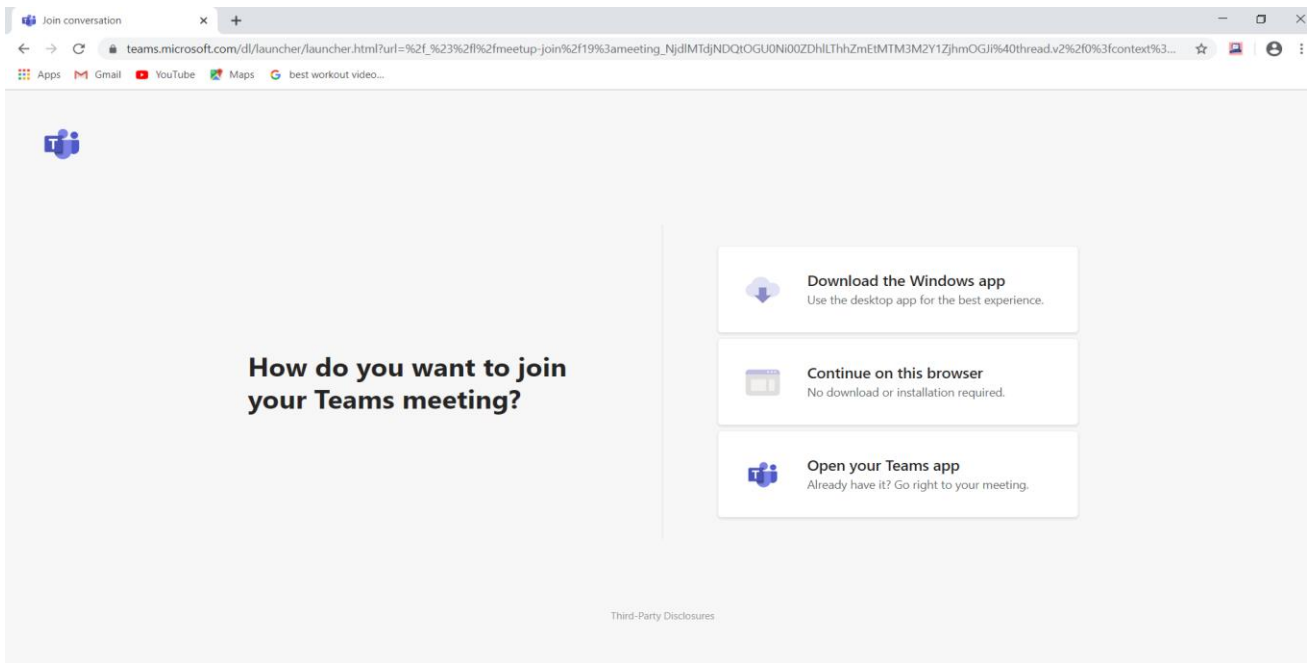 Join conversation
teams.microsoft.com/dl/launcher/launcher.html?url=%2f_%23%2fl%2fmeetup-join%2f19%3ameeting_NjdlMTdjNDQtOGU0Ni00ZDhlLThhZmEtMTM3M2Y1ZjhmOGJi%40thread.v2%2f0%3fcontext%3...
Apps Gmail YouTube Maps best workout video...
Download the Windows app
Use the desktop app for the best experience.
How do you want to join
your Teams meeting?
Continue on this browser
No download or installation required.
Open your Teams app
Already have it? Go right to your meeting.
Third-Party Disclosures